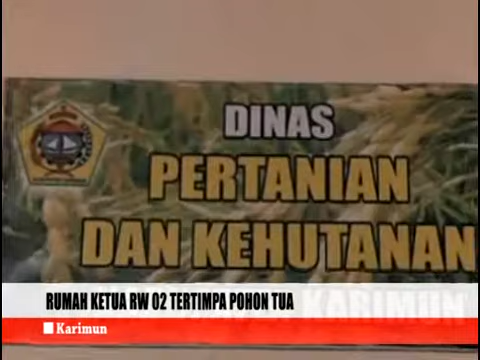 DINAS
PERTANIAN
DAN KEHUTANAN
KARIMUN
RUMAH KETUA RW 02 TERTIMPA POHON TUA
Karimun